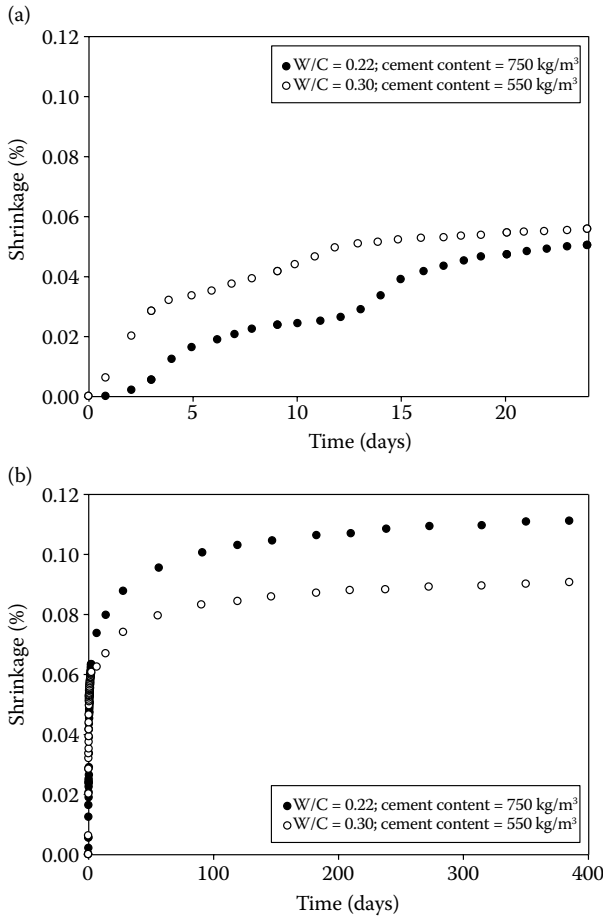 (a)
0.12
0.10
0.08
0.06
0.04
0.02
0.00
Shrinkage (%)
W/C = 0.22; cement content = 750 kg/m³
W/C = 0.30; cement content = 550 kg/m³
0 5 10 15 20
Time (days)
(b)
0.12
0.10
0.08
0.06
0.04
0.02
0.00
Shrinkage (%)
W/C = 0.22; cement content = 750 kg/m³
W/C = 0.30; cement content = 550 kg/m³
0 100 200 300 400
Time (days)